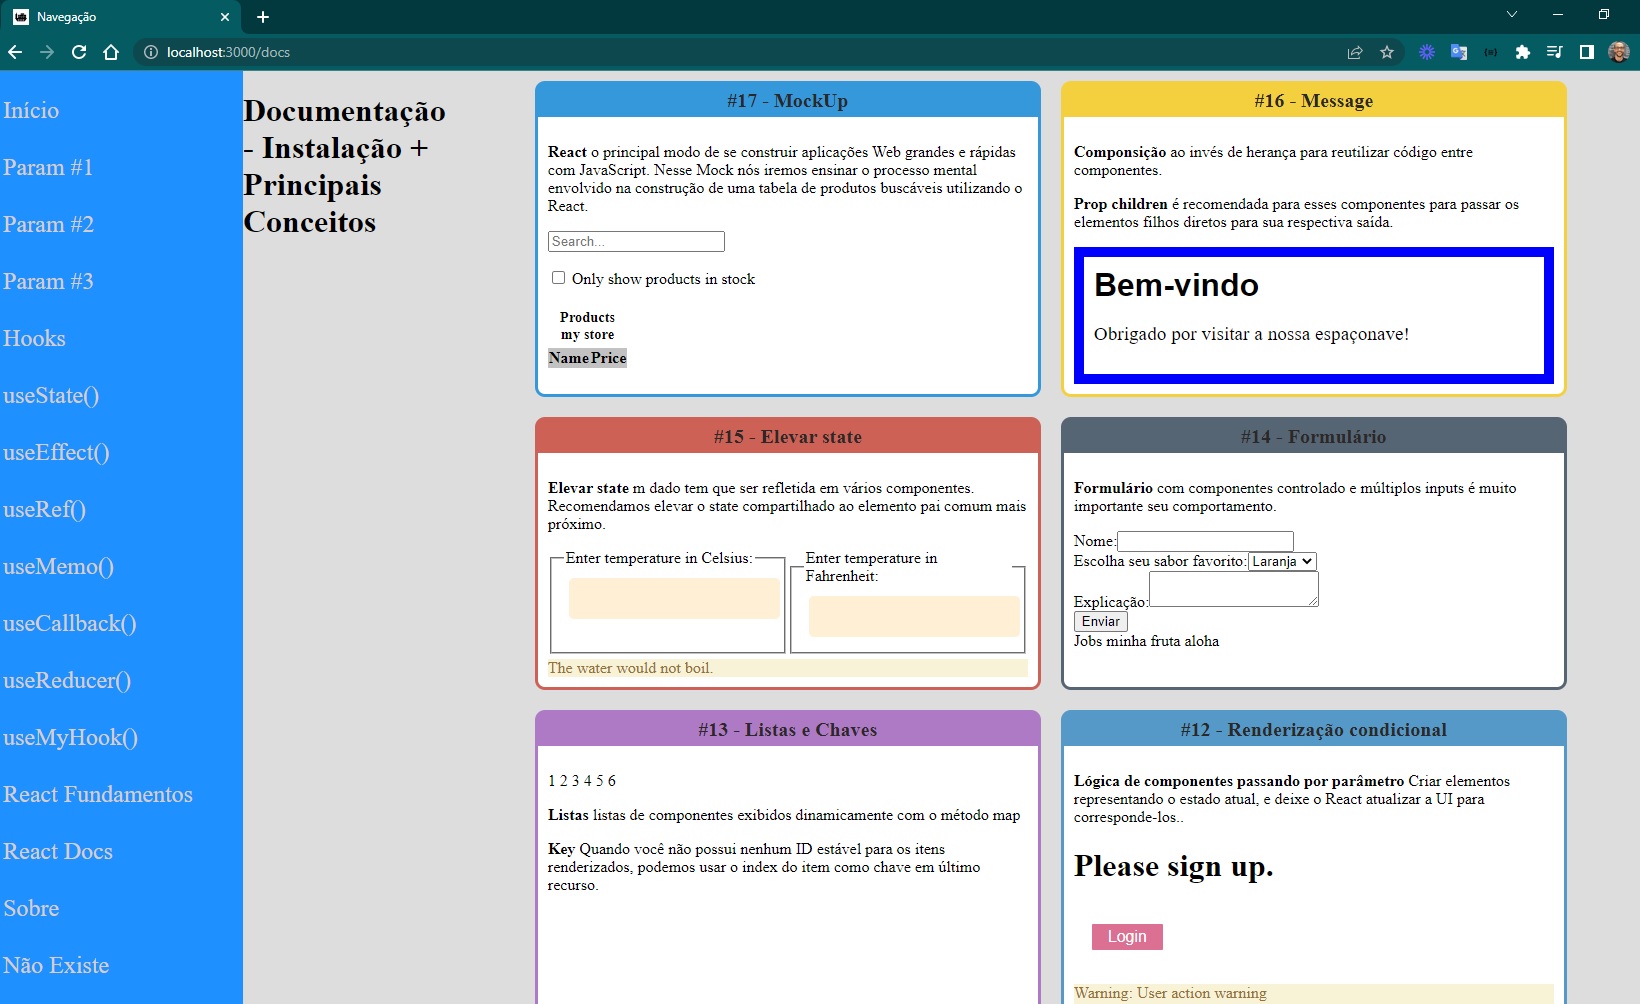 Navegação
localhost:3000/docs
Início
Param #1
Param #2
Param #3
Hooks
useState()
useEffect()
useRef()
useMemo()
useCallback()
useReducer()
useMyHook()
React Fundamentos
React Docs
Sobre
Não Existe
Documentação
- Instalação +
Principais
Conceitos
#17 - MockUp
React o principal modo de se construir aplicações Web grandes e rápidas
com JavaScript. Nesse Mock nós iremos ensinar o processo mental
envolvido na construção de uma tabela de produtos buscáveis utilizando o
React.
Search...
Only show products in stock
Products
my store
Name Price
#16 - Message
Componsição ao invés de herança para reutilizar código entre
componentes.
Prop children é recomendada para esses componentes para passar os
elementos filhos diretos para sua respectiva saída.
Bem-vindo
Obrigado por visitar a nossa espaçonave!
#15 - Elevar state
Elevar state m dado tem que ser refletida em vários componentes.
Recomendamos elevar o state compartilhado ao elemento pai comum mais
próximo.
Enter temperature in Celsius:
Enter temperature in
Fahrenheit:
The water would not boil.
#14 - Formulário
Formulário com componentes controlado e múltiplos inputs é muito
importante seu comportamento.
Nome:
Escolha seu sabor favorito: Laranja
Explicação:
Enviar
Jobs minha fruta aloha
#13 - Listas e Chaves
1 2 3 4 5 6
Listas listas de componentes exibidos dinamicamente com o método map
Key Quando você não possui nenhum ID estável para os itens
renderizados, podemos usar o index do item como chave em último
recurso.
#12 - Renderização condicional
Lógica de componentes passando por parâmetro Criar elementos
representando o estado atual, e deixe o React atualizar a UI para
corresponde-los..
Please sign up.
Login
Warning: User action warning